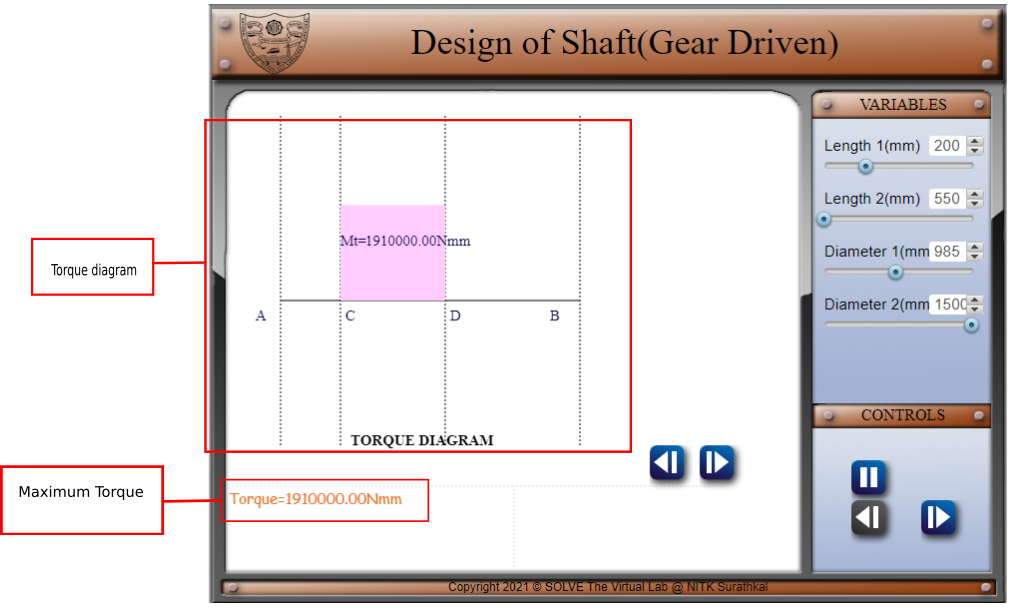 Design of Shaft(Gear Driven)
VARIABLES
Length 1(mm) 200
Length 2(mm) 550
Diameter 1(mm 985
Diameter 2(mm 1500
Mt=1910000.00Nmm
Torque diagram
A C D B
CONTROLS
TORQUE DIAGRAM
Maximum Torque
Torque=1910000.00Nmm
Copyright 2021 © SOLVE The Virtual Lab @ NITK Surathkal